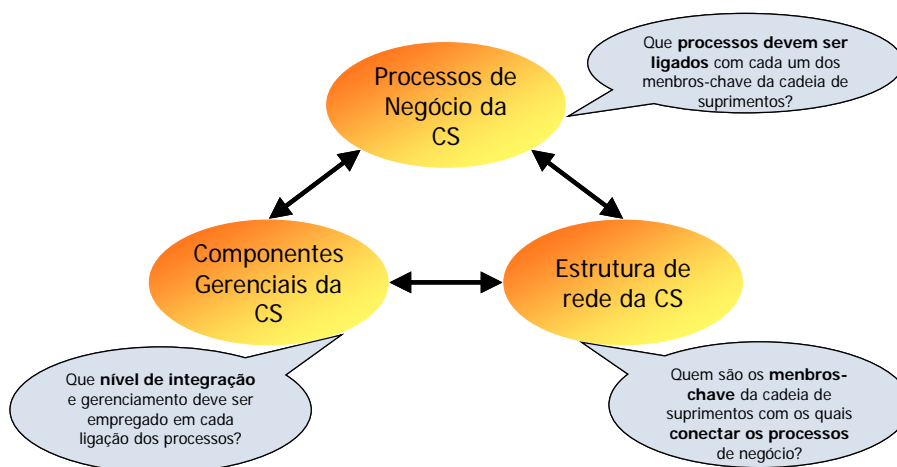 Que processos devem ser
ligados com cada um dos
menbros-chave da cadeia de
suprimentos?
Processos de
Negócio da
CS
Componentes
Gerenciais da
CS
Estrutura de
rede da CS
Que nível de integração
e gerenciamento deve ser
empregado em cada
ligação dos processos?
Quem são os menbros-
chave da cadeia de
suprimentos com os quais
conectar os processos
de negócio?